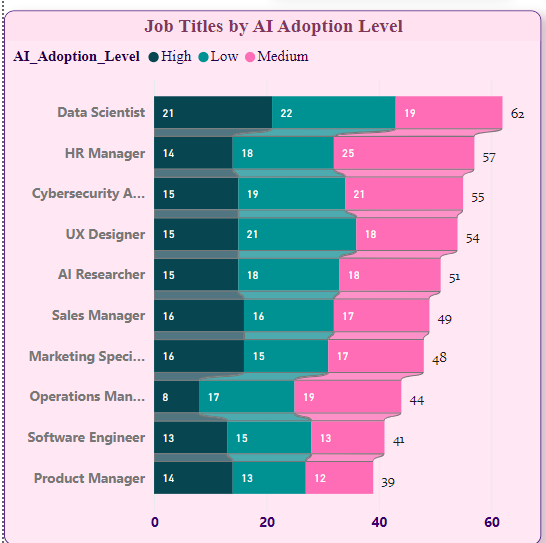 Job Titles by AI Adoption Level
AI_Adoption_Level High Low Medium
Data Scientist 21 22 19 62
HR Manager 14 18 25 57
Cybersecurity A... 15 19 21 55
UX Designer 15 21 18 54
AI Researcher 15 18 18 51
Sales Manager 16 16 17 49
Marketing Speci... 16 15 17 48
Operations Man... 8 17 19 44
Software Engineer 13 15 13 41
Product Manager 14 13 12 39
0 20 40 60